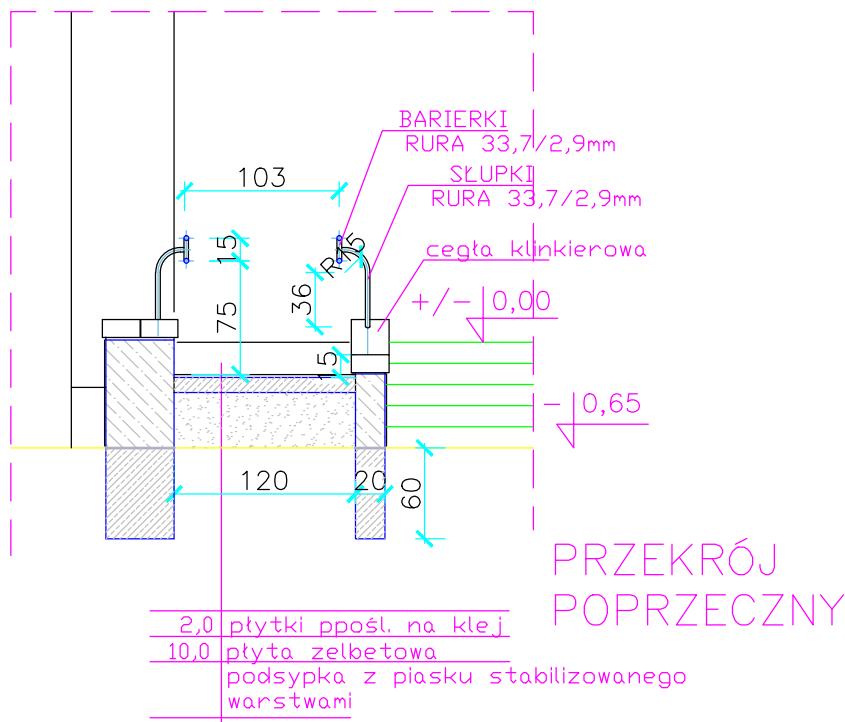 BARIERKI
RURA 33,7/2,9mm
SŁUPKI
RURA 33,7/2,9mm
103
cegła klinkierowa
15
R15
36
75
+/- 0,00
15
- 0,65
120
20
60
PRZEKRÓJ
POPRZECZNY
2,0 płytki ppośl. na klej
10,0 płyta zelbetowa
podsypka z piasku stabilizowanego
warstwami